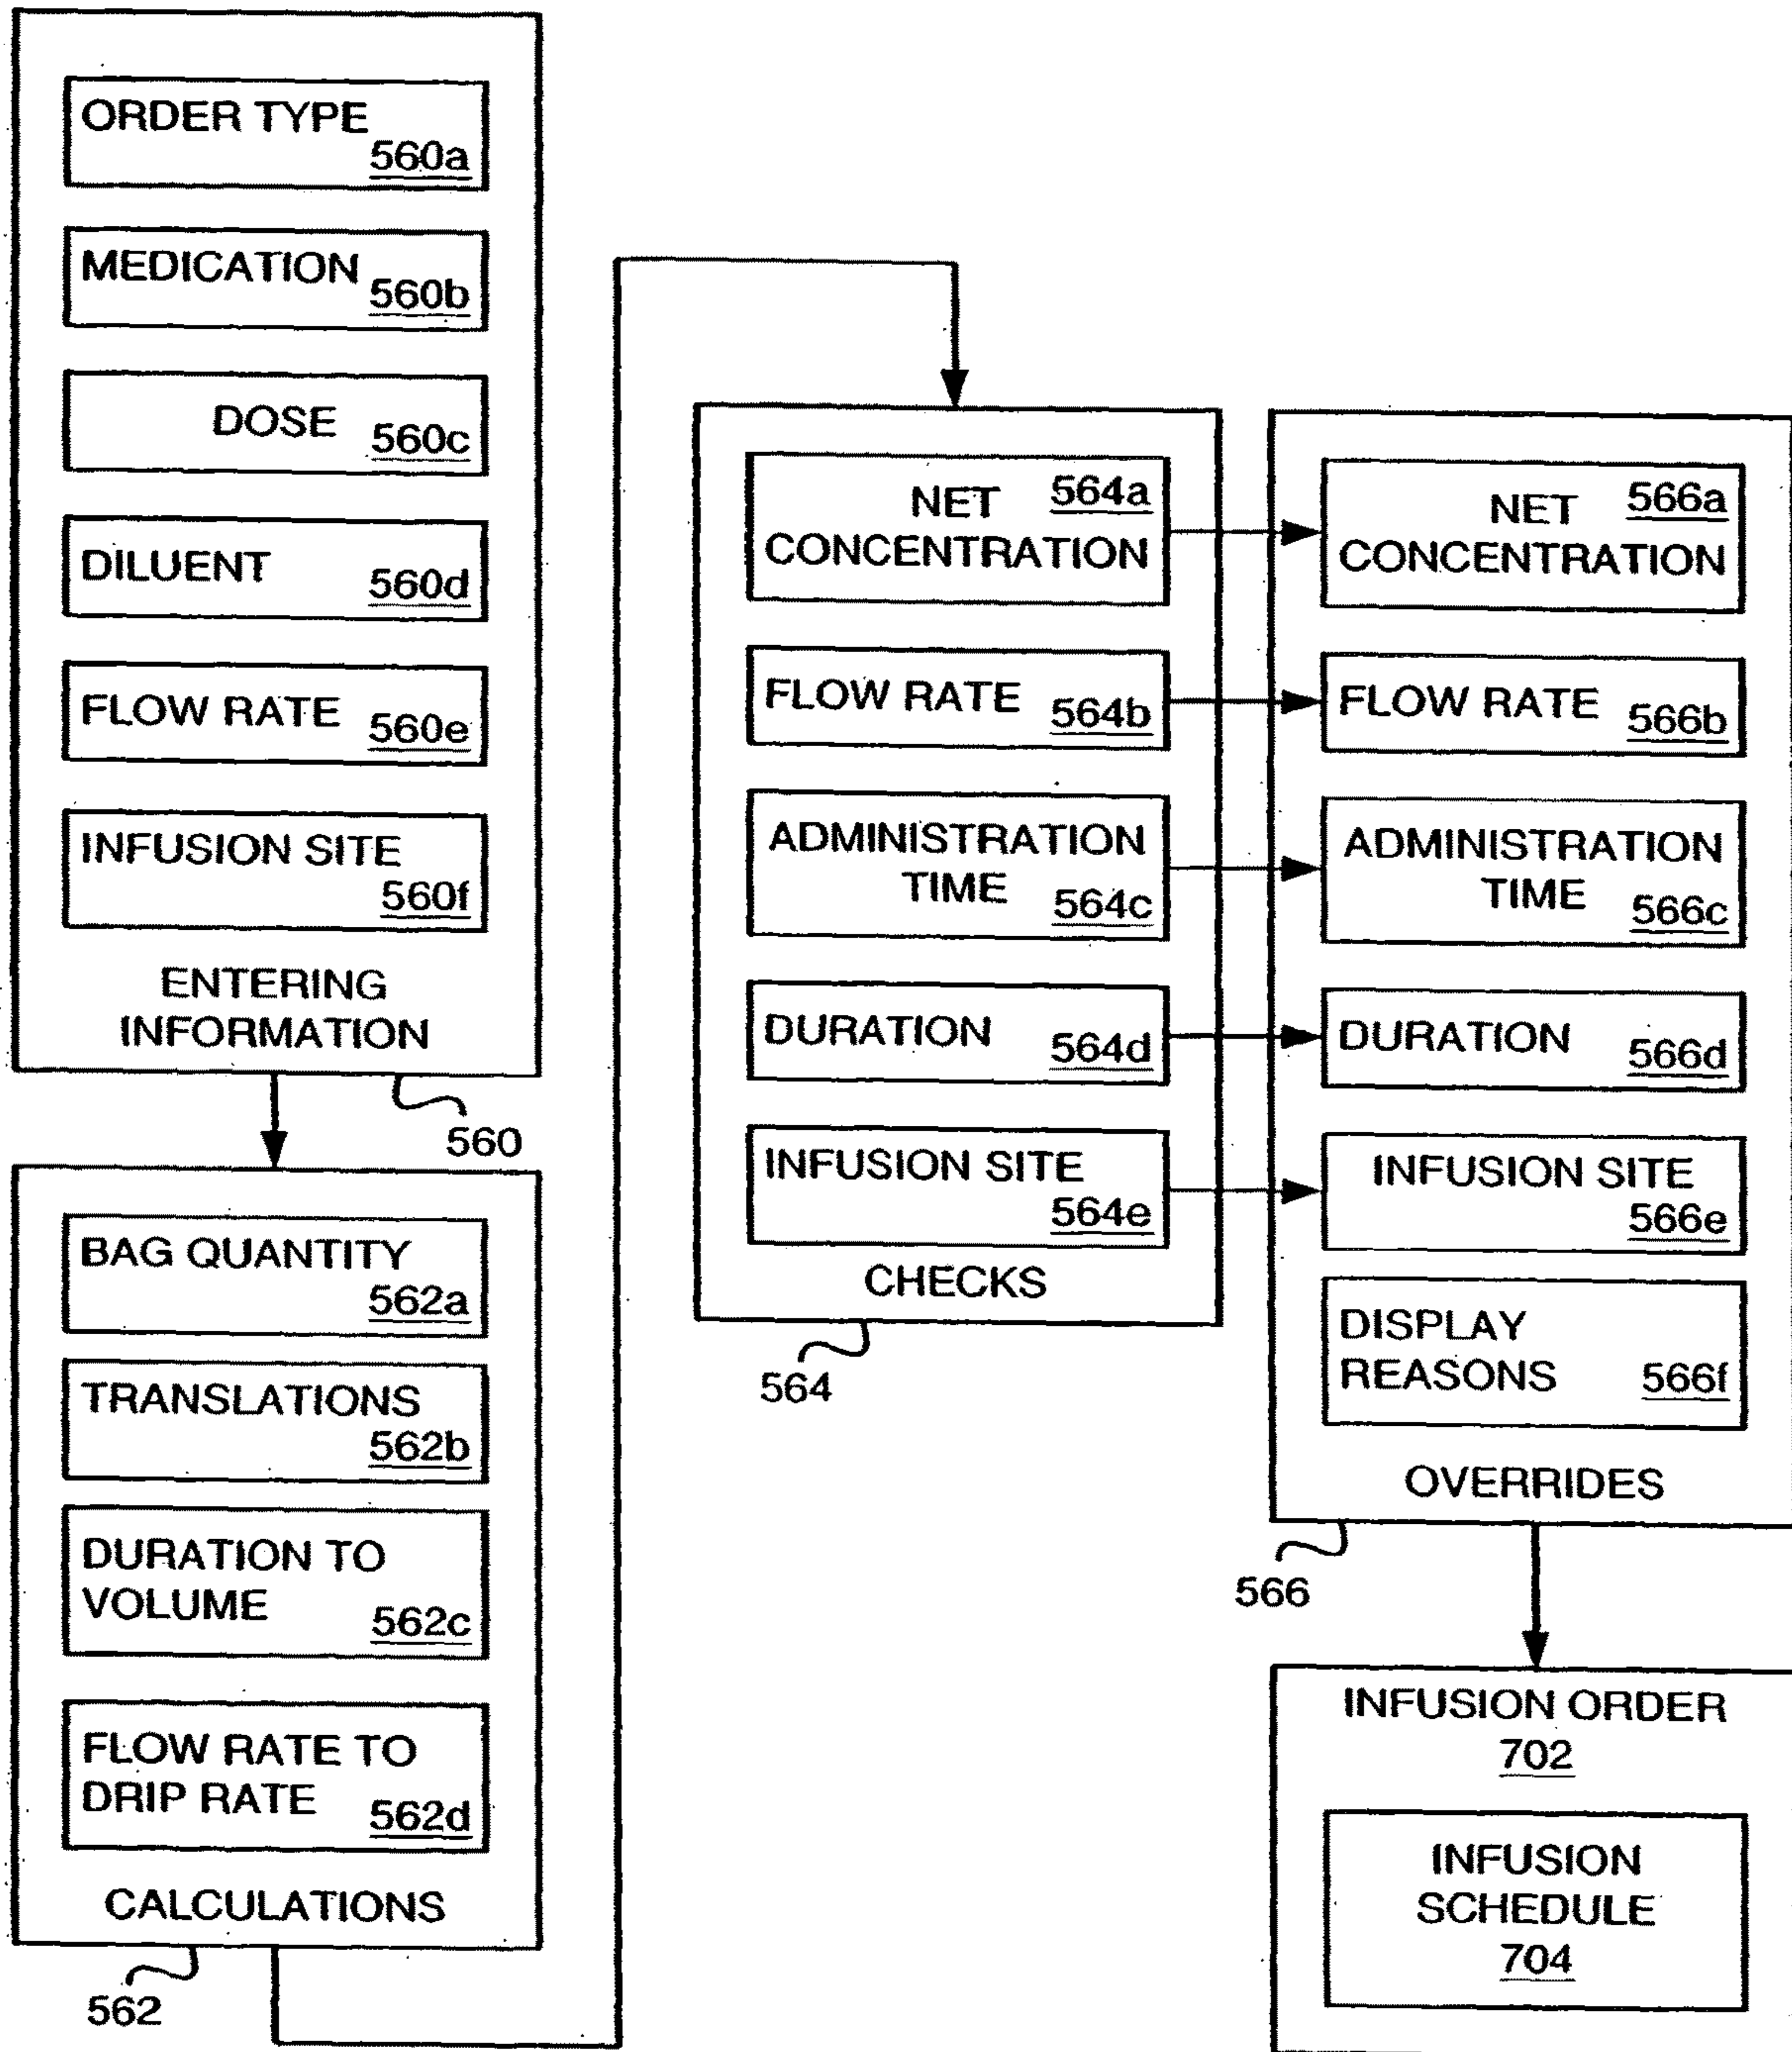 ORDER TYPE
560a
MEDICATION
560b
DOSE
560c
DILUENT
560d
FLOW RATE
560e
INFUSION SITE
560f
ENTERING
INFORMATION
560
BAG QUANTITY
562a
TRANSLATIONS
562b
DURATION TO
VOLUME
562c
FLOW RATE TO
DRIP RATE
562d
CALCULATIONS
562
NET
564a
CONCENTRATION
FLOW RATE
564b
ADMINISTRATION
TIME
564c
DURATION
564d
INFUSION SITE
564e
CHECKS
564
NET
566a
CONCENTRATION
FLOW RATE
566b
ADMINISTRATION
TIME
566c
DURATION
566d
INFUSION SITE
566e
DISPLAY
REASONS
566f
OVERRIDES
566
INFUSION ORDER
702
INFUSION
SCHEDULE
704